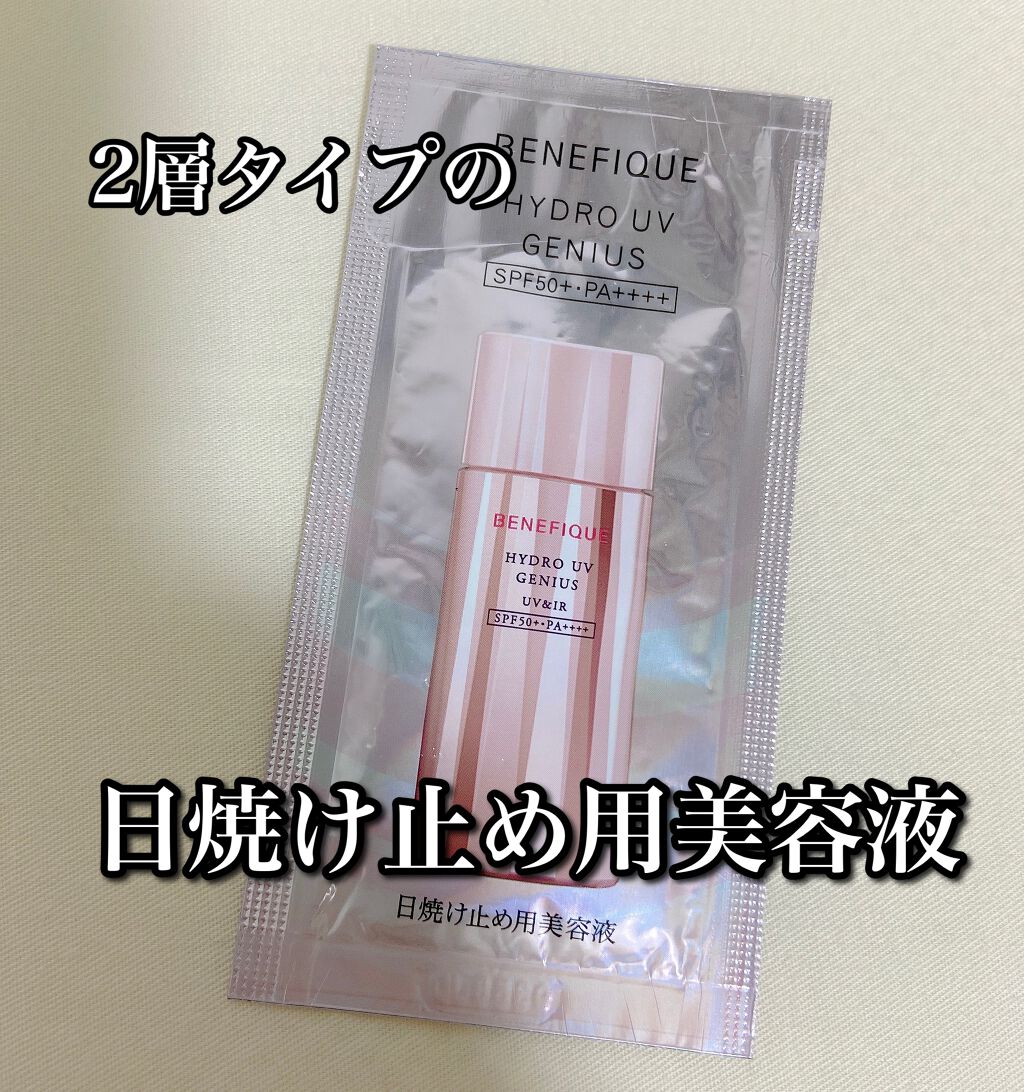 2層タイプの
BENEFIQUE
HYDRO UV
GENIUS
SPF50+・PA++++
BENEFIQUE
HYDRO UV
GENIUS
UV&IR
SPF50+・PA++++
日焼け止め用美容液
日焼け止め用美容液